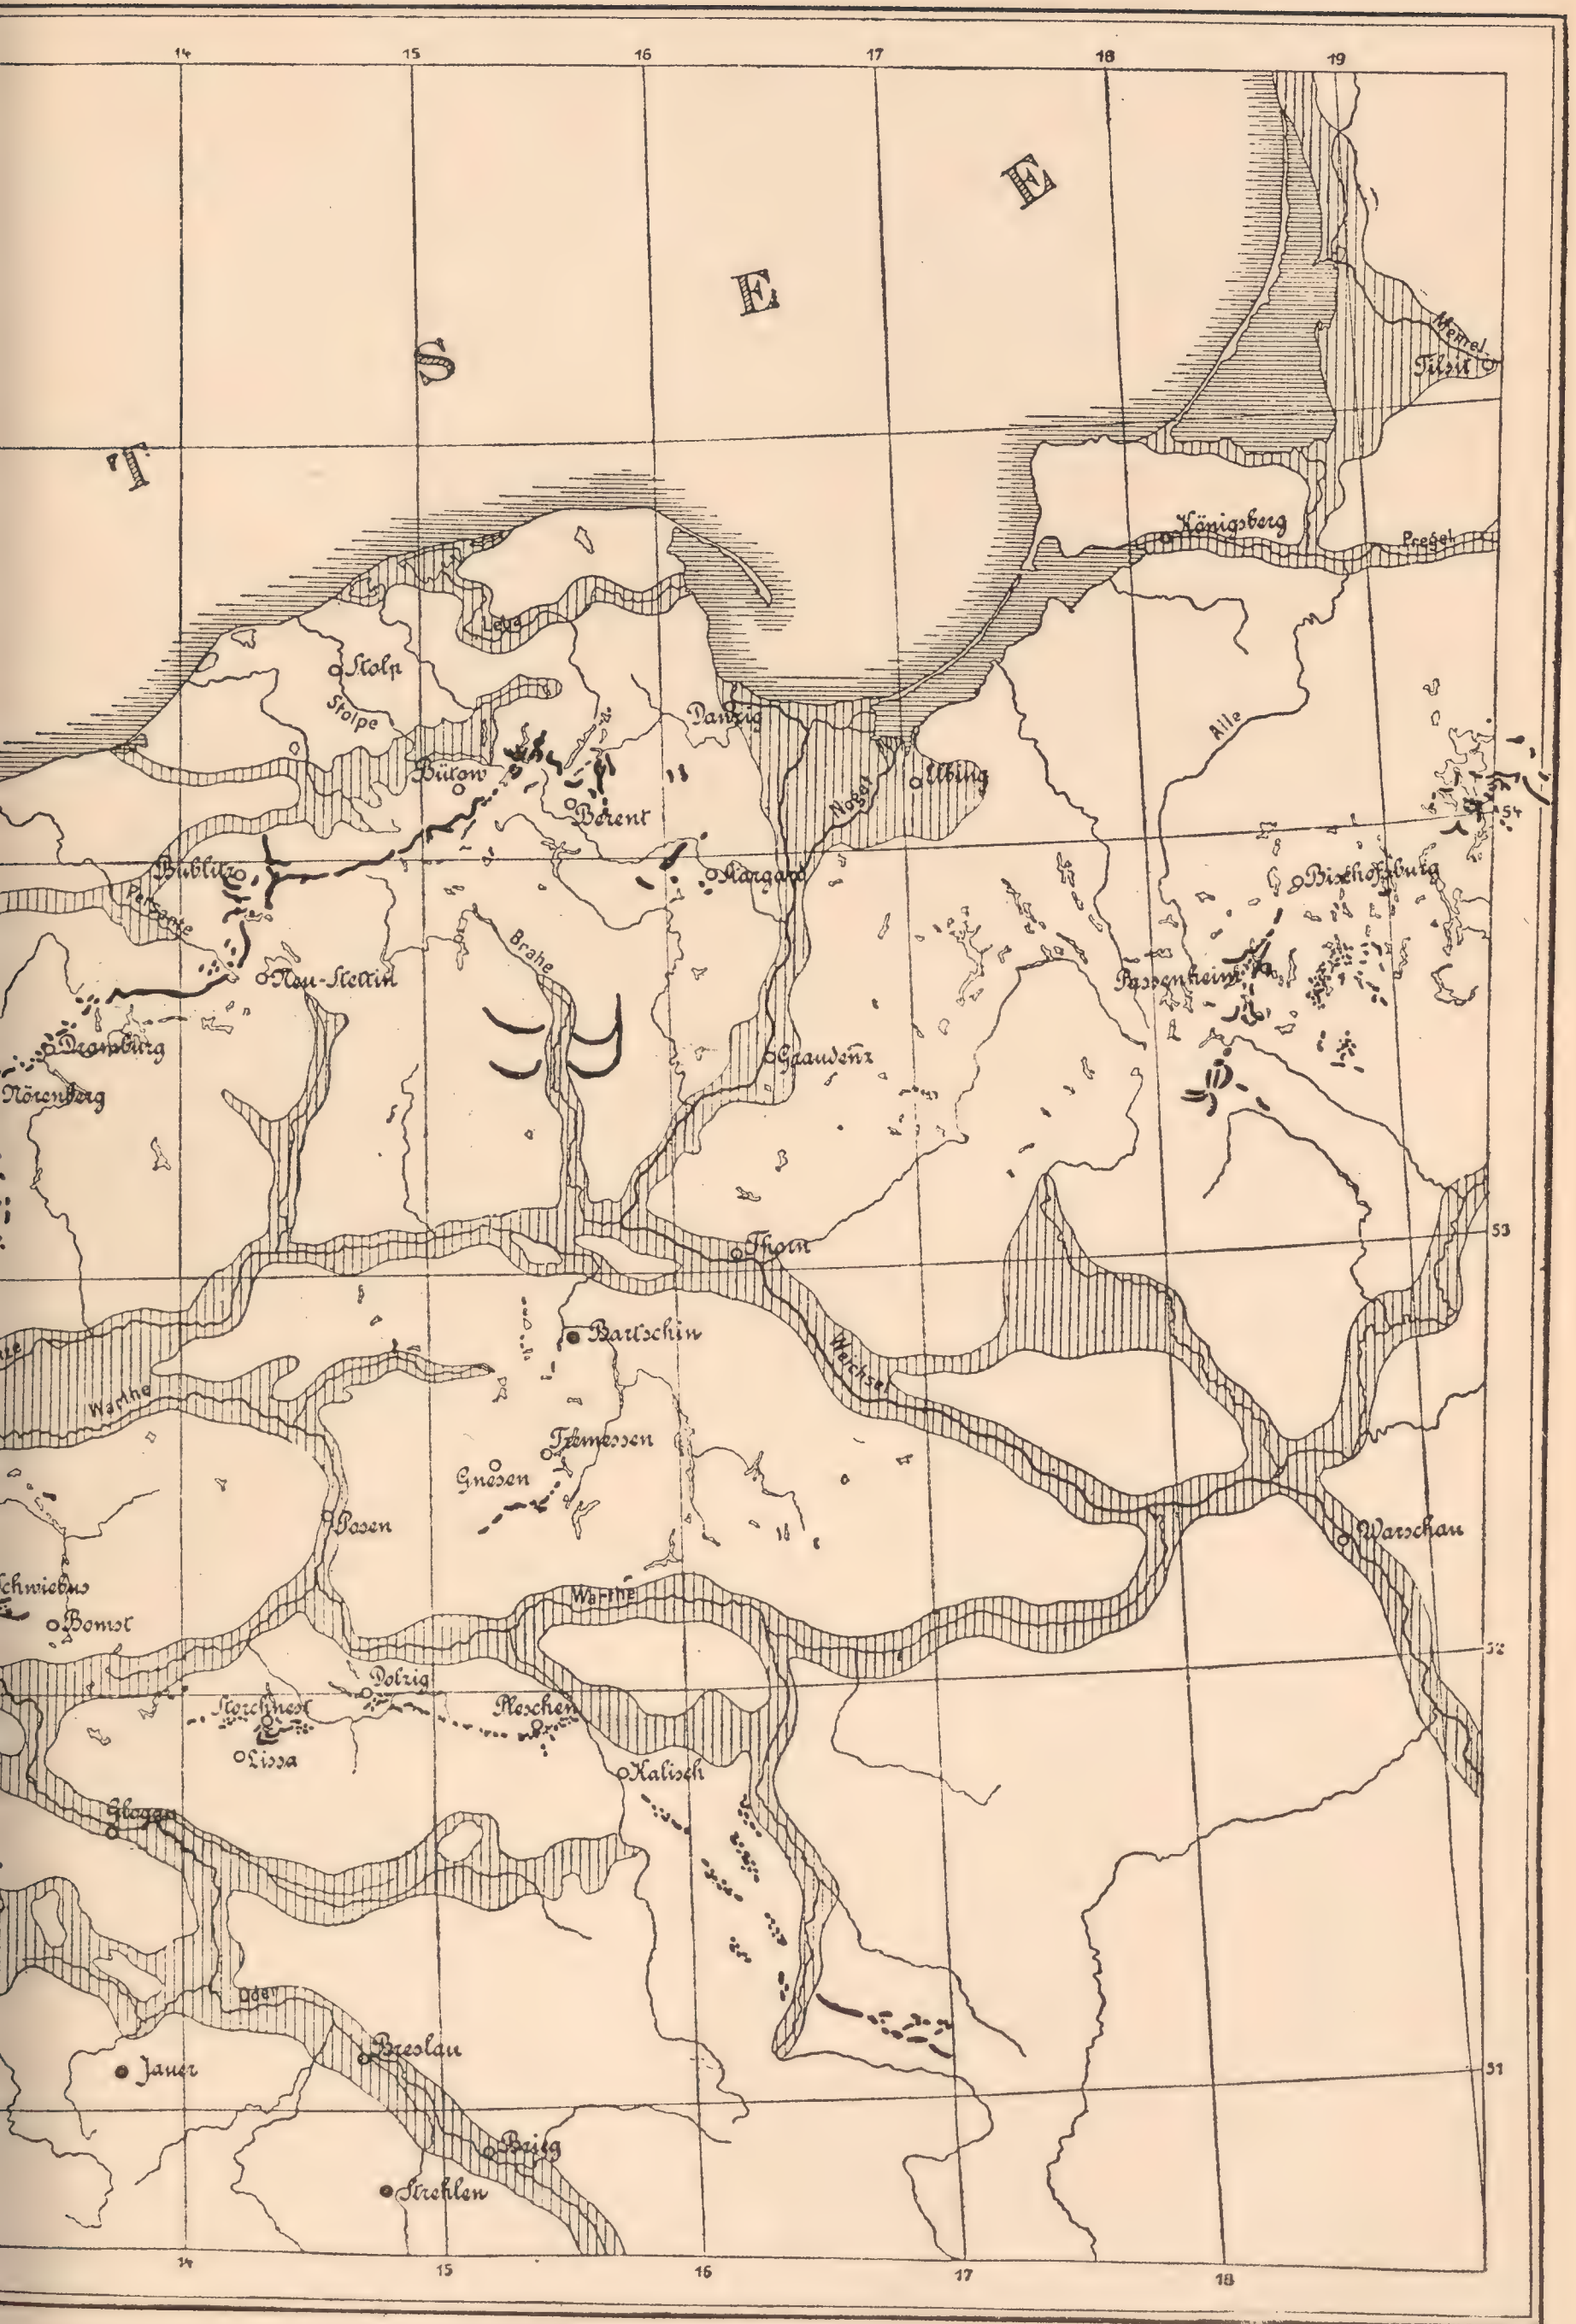 14 15 16 17 18 19
E
E
S
T
Memel
Tilsit
Königsberg
Pregel
Leba
Stolp
Stolpe
Danzig
Alle
Bütow
Nogat
Elbing
Berent
54
Bublitz
Stargard
Bischofsburg
Persante
Brahe
Neu-Stettin
Passenheim
Dramburg
Graudenz
Nörenberg
Thorn
53
Bartschin
Weichsel
Warthe
Tremessen
Gnesen
Posen
Warschau
Schwiebus
Warthe
Bomst
52
Dolzig
Storchnest
Pleschen
Lissa
Kalisch
Glogau
Oder
Breslau
Jauer
51
Brieg
Strehlen
14 15 16 17 18